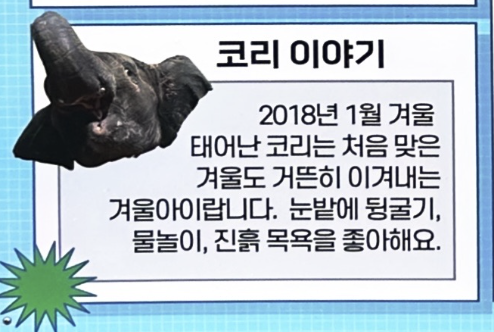 코리 이야기
2018년 1월 겨울
태어난 코리는 처음 맞은
겨울도 거뜬히 이겨내는
겨울아이랍니다. 눈밭에 뒹굴기,
물놀이, 진흙 목욕을 좋아해요.